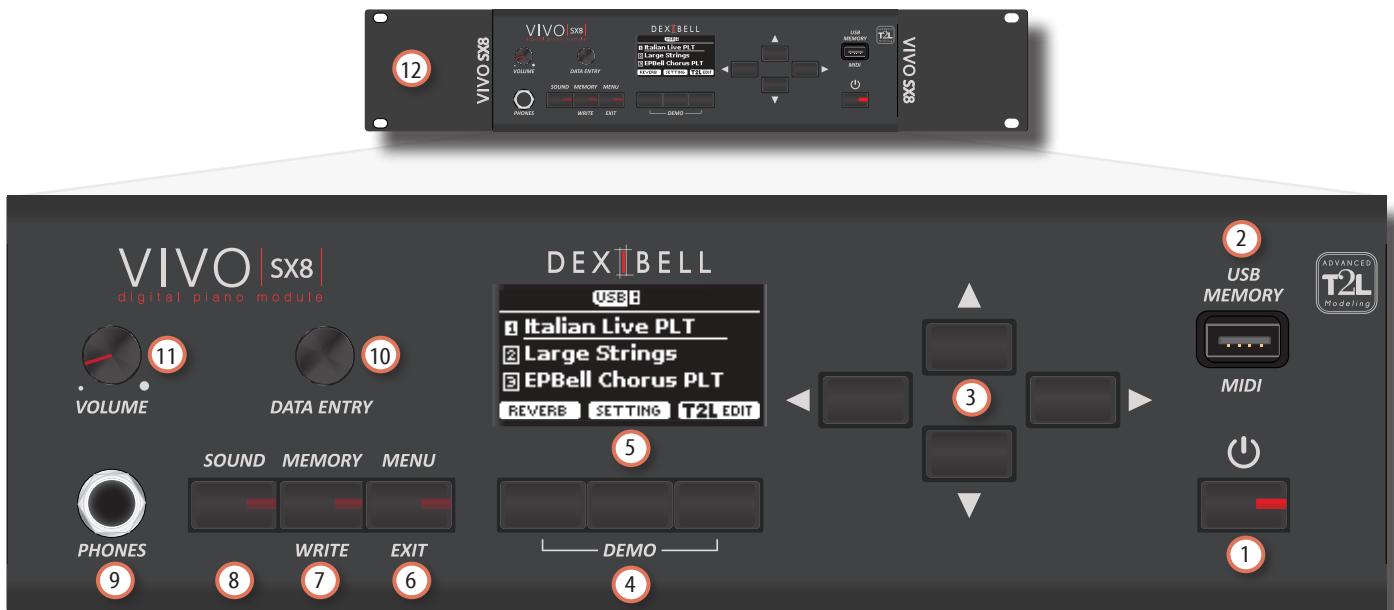 VIVO SX8
DEXIBELL
USB
MEMORY
T2L
12
VIVO SX8
VOLUME
DATA ENTRY
USB
1 Italian Live PLT
2 Large Strings
3 EPBell Chorus PLT
REVERB SETTING T2L EDIT
MIDI
VIVO SX8
SOUND MEMORY MENU
PHONES
WRITE EXIT
DEMO
VIVO SX8
digital piano module
DEXIBELL
2
USB
MEMORY
ADVANCED
T2L
Modeling
USB
1 Italian Live PLT
2 Large Strings
3 EPBell Chorus PLT
REVERB SETTING T2L EDIT
11
10
VOLUME
DATA ENTRY
3
MIDI
5
SOUND MEMORY MENU
PHONES
WRITE EXIT
DEMO
9
8
7
6
4
1